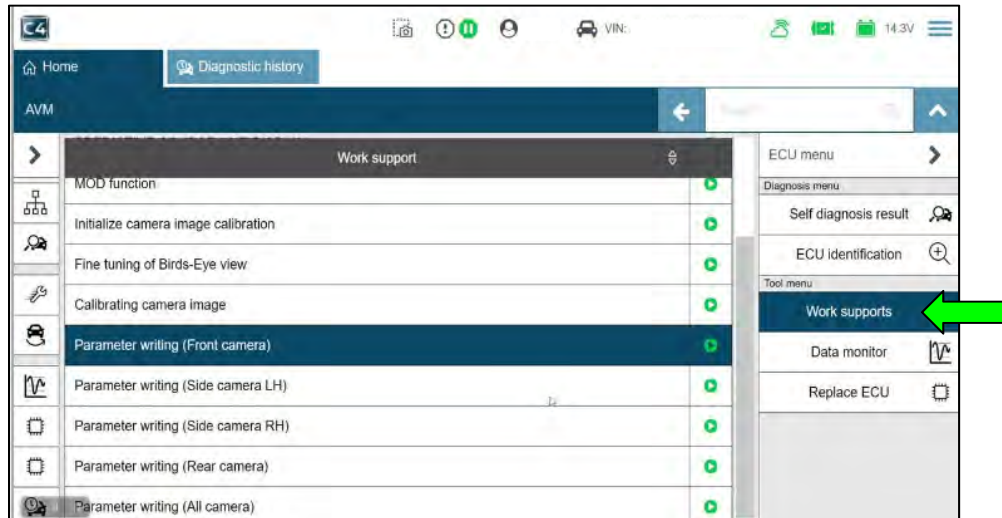 C4
VIN:
14.3V
Home
Diagnostic history
AVM
Work support
ECU menu
MOD function
Diagnosis menu
Initialize camera image calibration
Self diagnosis result
Fine tuning of Birds-Eye view
ECU identification
Tool menu
Calibrating camera image
Work supports
Parameter writing (Front camera)
Data monitor
Parameter writing (Side camera LH)
Replace ECU
Parameter writing (Side camera RH)
Parameter writing (Rear camera)
Parameter writing (All camera)